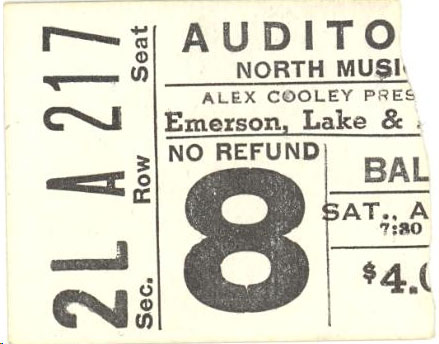 2LA 217
Sec. Row Seat
AUDITO
NORTH MUSI
ALEX COOLEY PRES
Emerson, Lake &
NO REFUND
8
BAL
SAT., A
7:30
$4.0